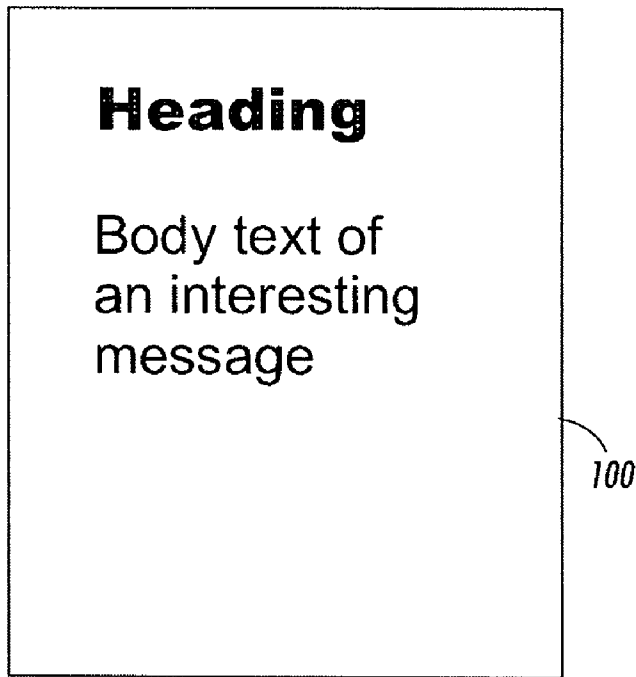 Heading
Body text of
an interesting
message
100